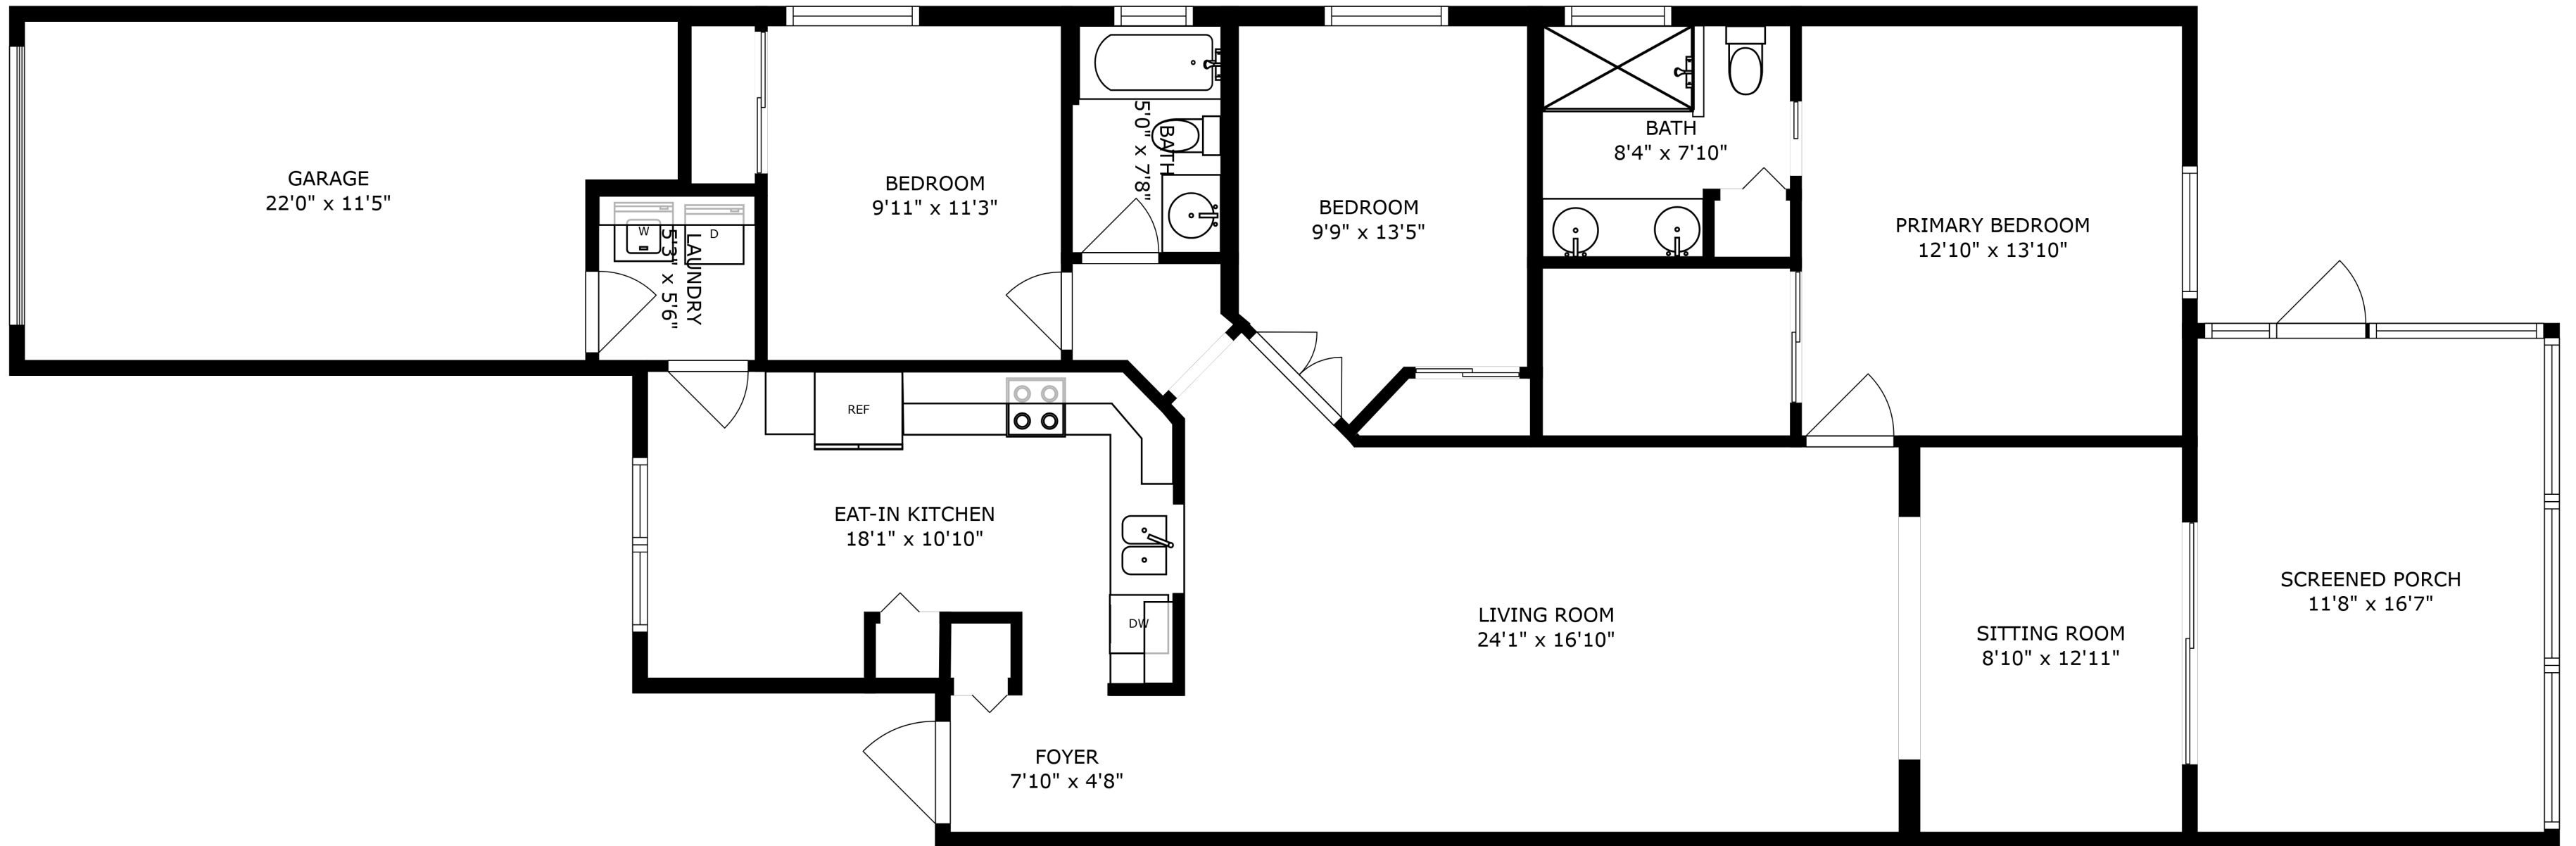 GARAGE
22'0" x 11'5"
BEDROOM
9'11" x 11'3"
BATH
5'0" x 7'8"
BEDROOM
9'9" x 13'5"
BATH
8'4" x 7'10"
PRIMARY BEDROOM
12'10" x 13'10"
W
D
LAUNDRY
5'3" x 5'6"
REF
EAT-IN KITCHEN
18'1" x 10'10"
DW
LIVING ROOM
24'1" x 16'10"
SITTING ROOM
8'10" x 12'11"
SCREENED PORCH
11'8" x 16'7"
FOYER
7'10" x 4'8"